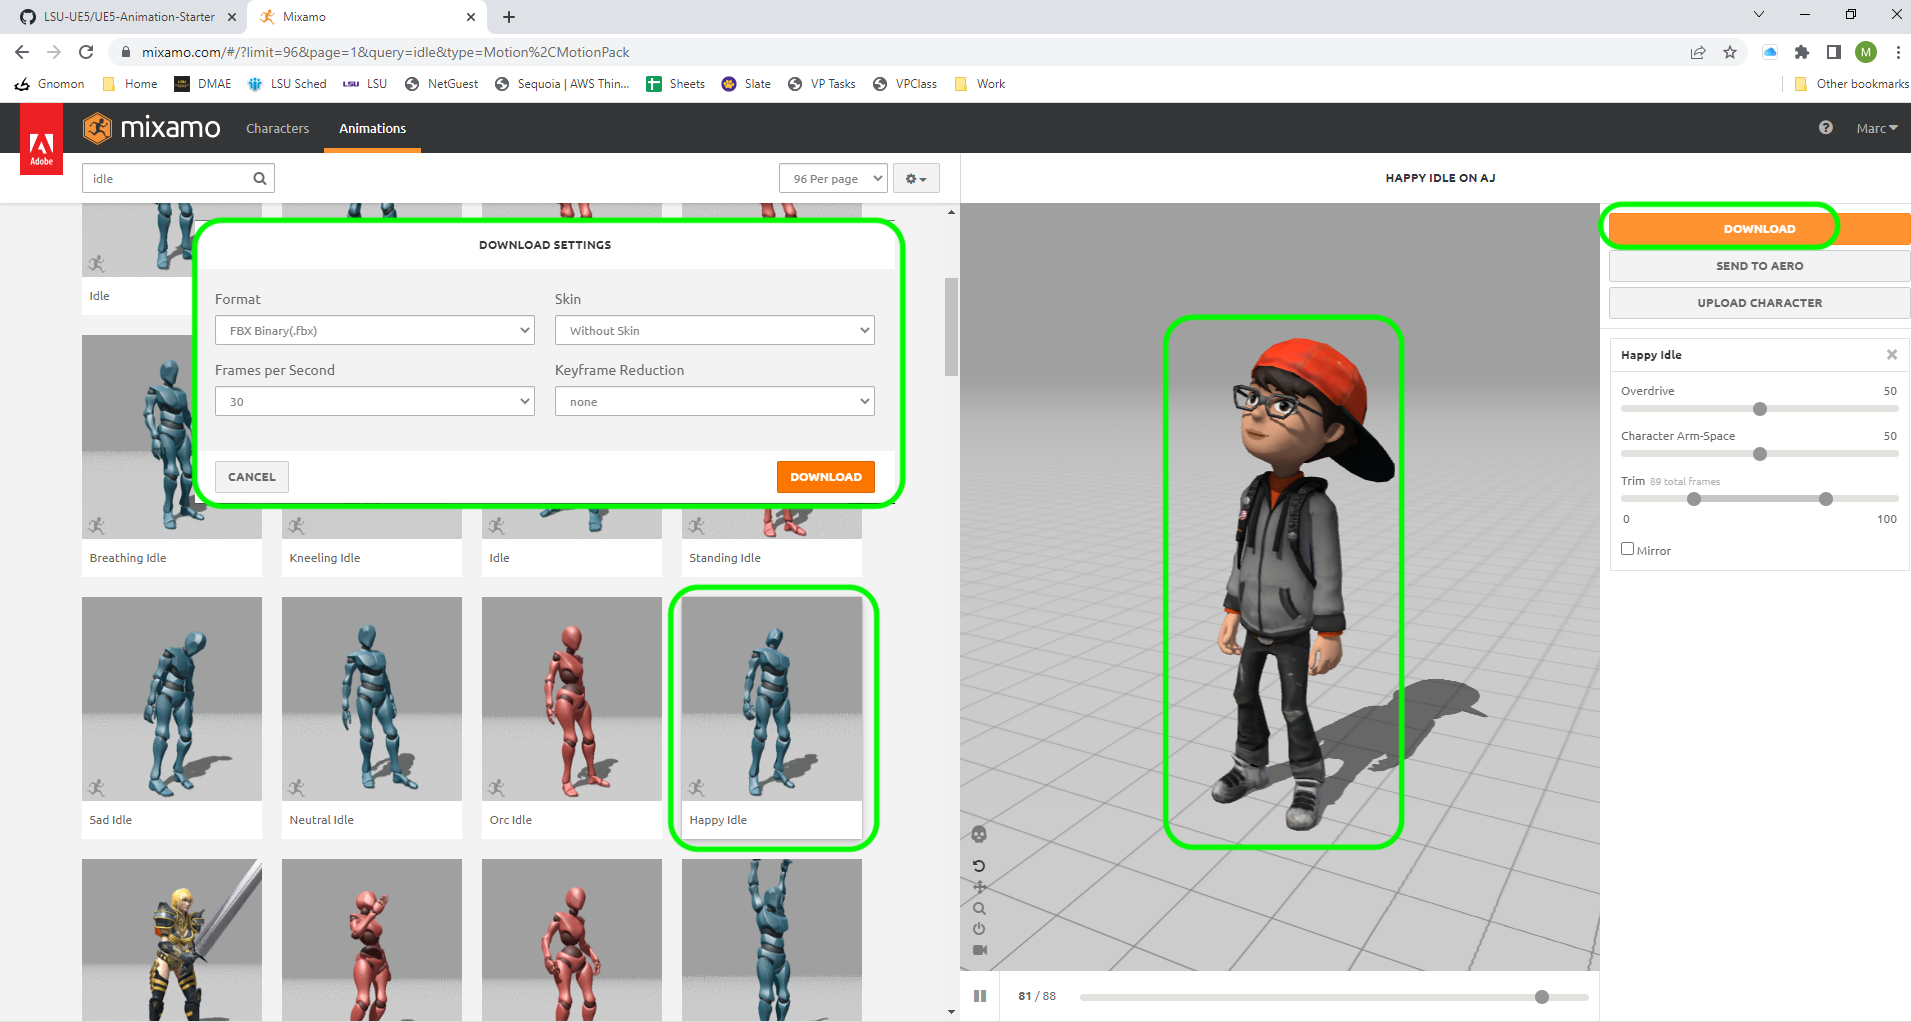 LSU-UE5/UE5-Animation-Starter
Mixamo
mixamo.com/#/?limit=96&page=1&query=idle&type=Motion%2CMotionPack
M
Gnomon Home DMAE LSU Sched LSU LSU NetGuest Sequoia | AWS Thin... Sheets Slate VP Tasks VPClass Work Other bookmarks
Adobe
mixamo Characters Animations Marc
idle
96 Per page
HAPPY IDLE ON AJ
DOWNLOAD SETTINGS
Format Skin
FBX Binary(.fbx) Without Skin
Frames per Second Keyframe Reduction
30 none
CANCEL DOWNLOAD
Idle
Breathing Idle Kneeling Idle Idle Standing Idle
Sad Idle Neutral Idle Orc Idle Happy Idle
81 / 88
DOWNLOAD
SEND TO AERO
UPLOAD CHARACTER
Happy Idle
Overdrive 50
Character Arm-Space 50
Trim 89 total frames
0 100
Mirror